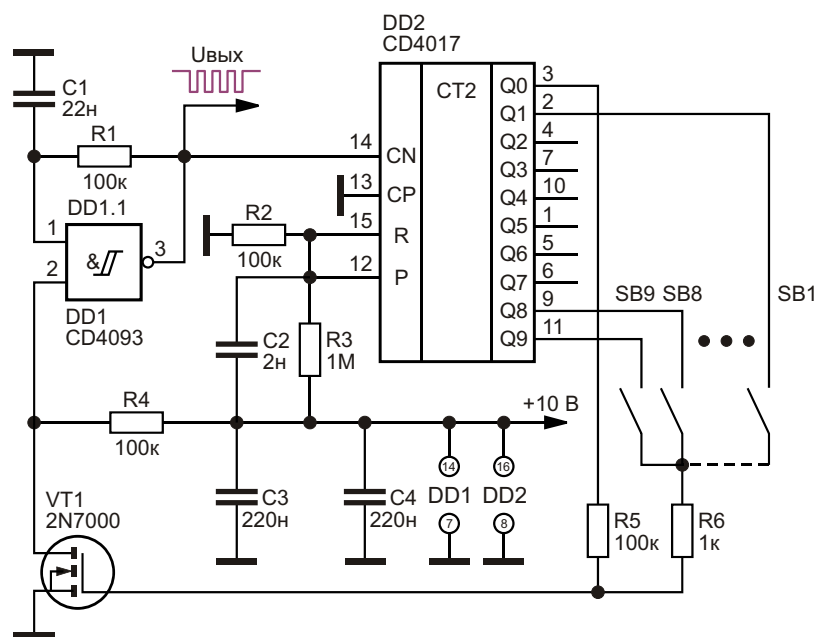 DD2
CD4017
Uвых
C1
22н
R1
100к
DD1.1
1
2
3
&
DD1
CD4093
14
13
15
12
CN
CP
R
P
CT2
Q0
Q1
Q2
Q3
Q4
Q5
Q6
Q7
Q8
Q9
3
2
4
7
10
1
5
6
9
11
R2
100к
C2
2н
R3
1М
SB9 SB8
SB1
R4
100к
+10 В
VT1
2N7000
C3
220н
C4
220н
14
DD1
7
16
DD2
8
R5
100к
R6
1к